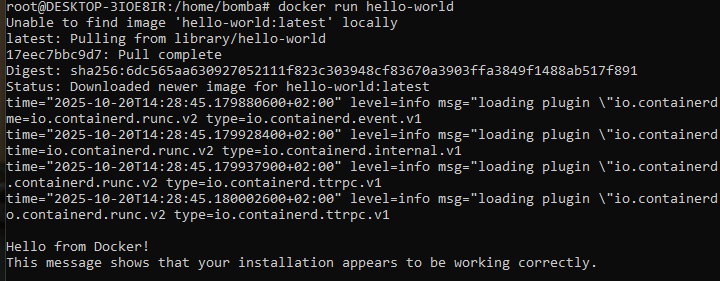 root@DESKTOP-3IOE8IR:/home/bomba# docker run hello-world
Unable to find image 'hello-world:latest' locally
latest: Pulling from library/hello-world
17eec7bbc9d7: Pull complete
Digest: sha256:6dc565aa630927052111f823c303948cf83670a3903ffa3849f1488ab517f891
Status: Downloaded newer image for hello-world:latest
time="2025-10-20T14:28:45.179880600+02:00" level=info msg="loading plugin \"io.containerd
me=io.containerd.runc.v2 type=io.containerd.event.v1
time="2025-10-20T14:28:45.179928400+02:00" level=info msg="loading plugin \"io.containerd
time=io.containerd.runc.v2 type=io.containerd.internal.v1
time="2025-10-20T14:28:45.179937900+02:00" level=info msg="loading plugin \"io.containerd
.containerd.runc.v2 type=io.containerd.ttrpc.v1
time="2025-10-20T14:28:45.180002600+02:00" level=info msg="loading plugin \"io.containerd
o.containerd.runc.v2 type=io.containerd.ttrpc.v1
Hello from Docker!
This message shows that your installation appears to be working correctly.